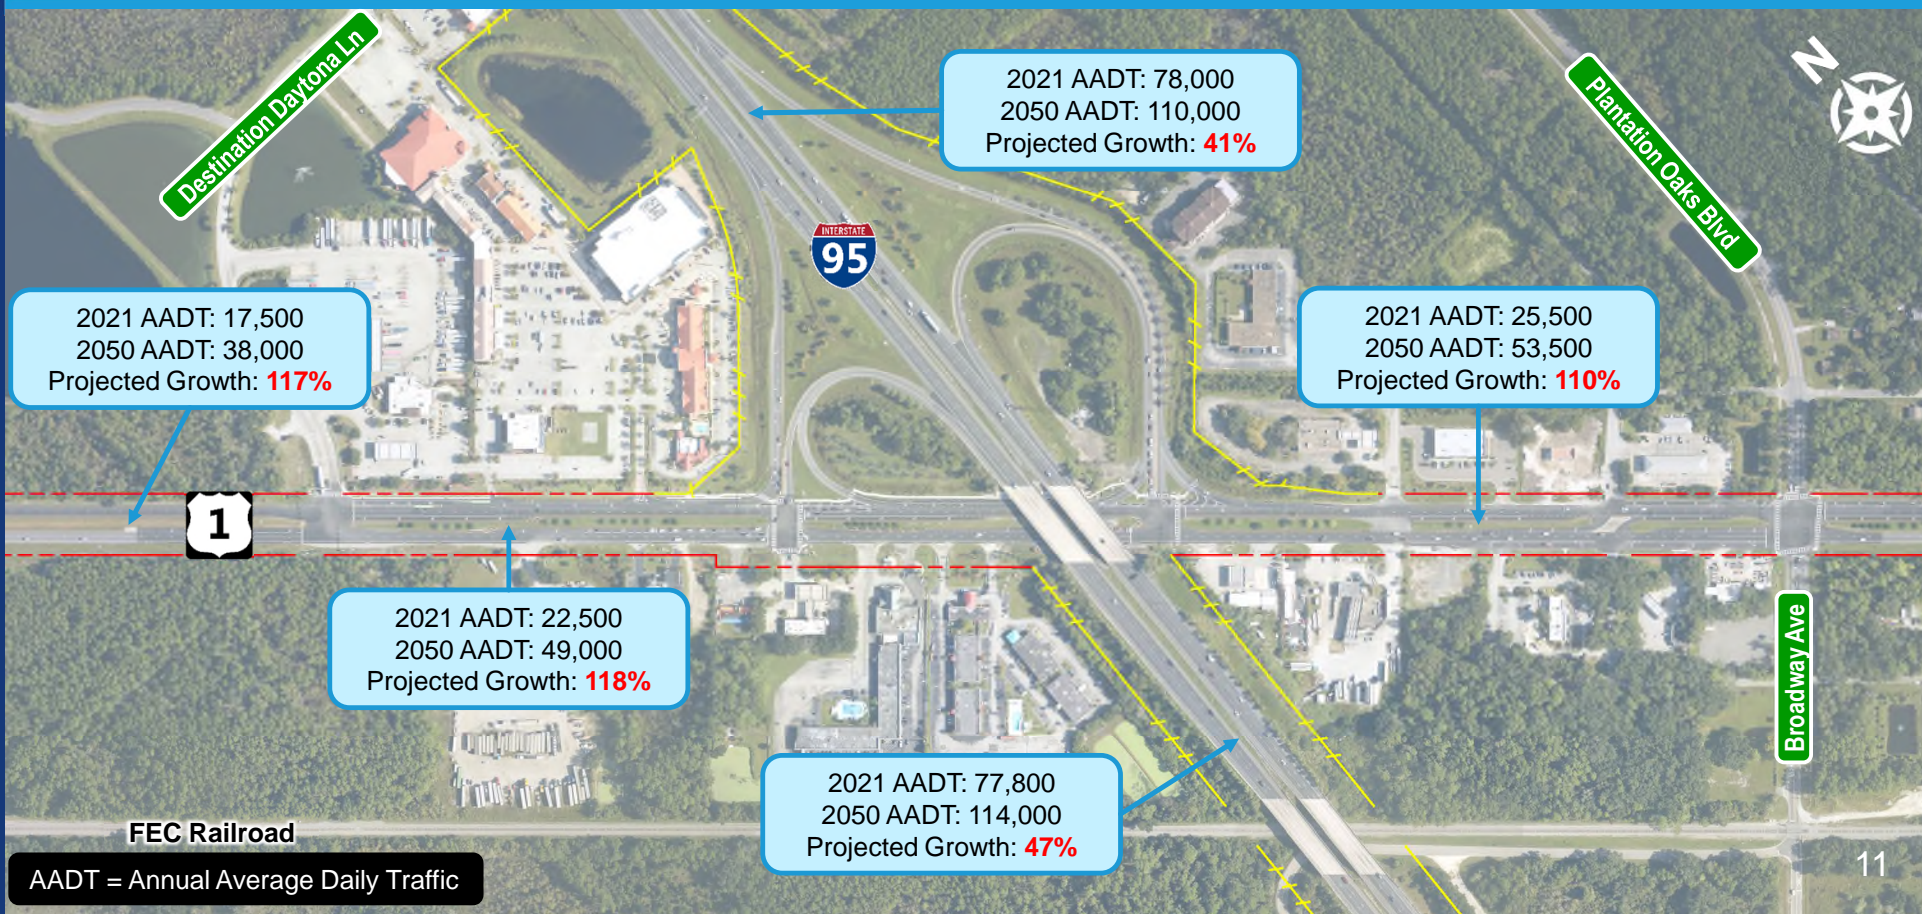 Destination Daytona Ln
N
Plantation Oaks Blvd
2021 AADT: 78,000
2050 AADT: 110,000
Projected Growth: 41%
INTERSTATE
95
2021 AADT: 17,500
2050 AADT: 38,000
Projected Growth: 117%
2021 AADT: 25,500
2050 AADT: 53,500
Projected Growth: 110%
1
2021 AADT: 22,500
2050 AADT: 49,000
Projected Growth: 118%
Broadway Ave
2021 AADT: 77,800
2050 AADT: 114,000
Projected Growth: 47%
FEC Railroad
AADT = Annual Average Daily Traffic
11